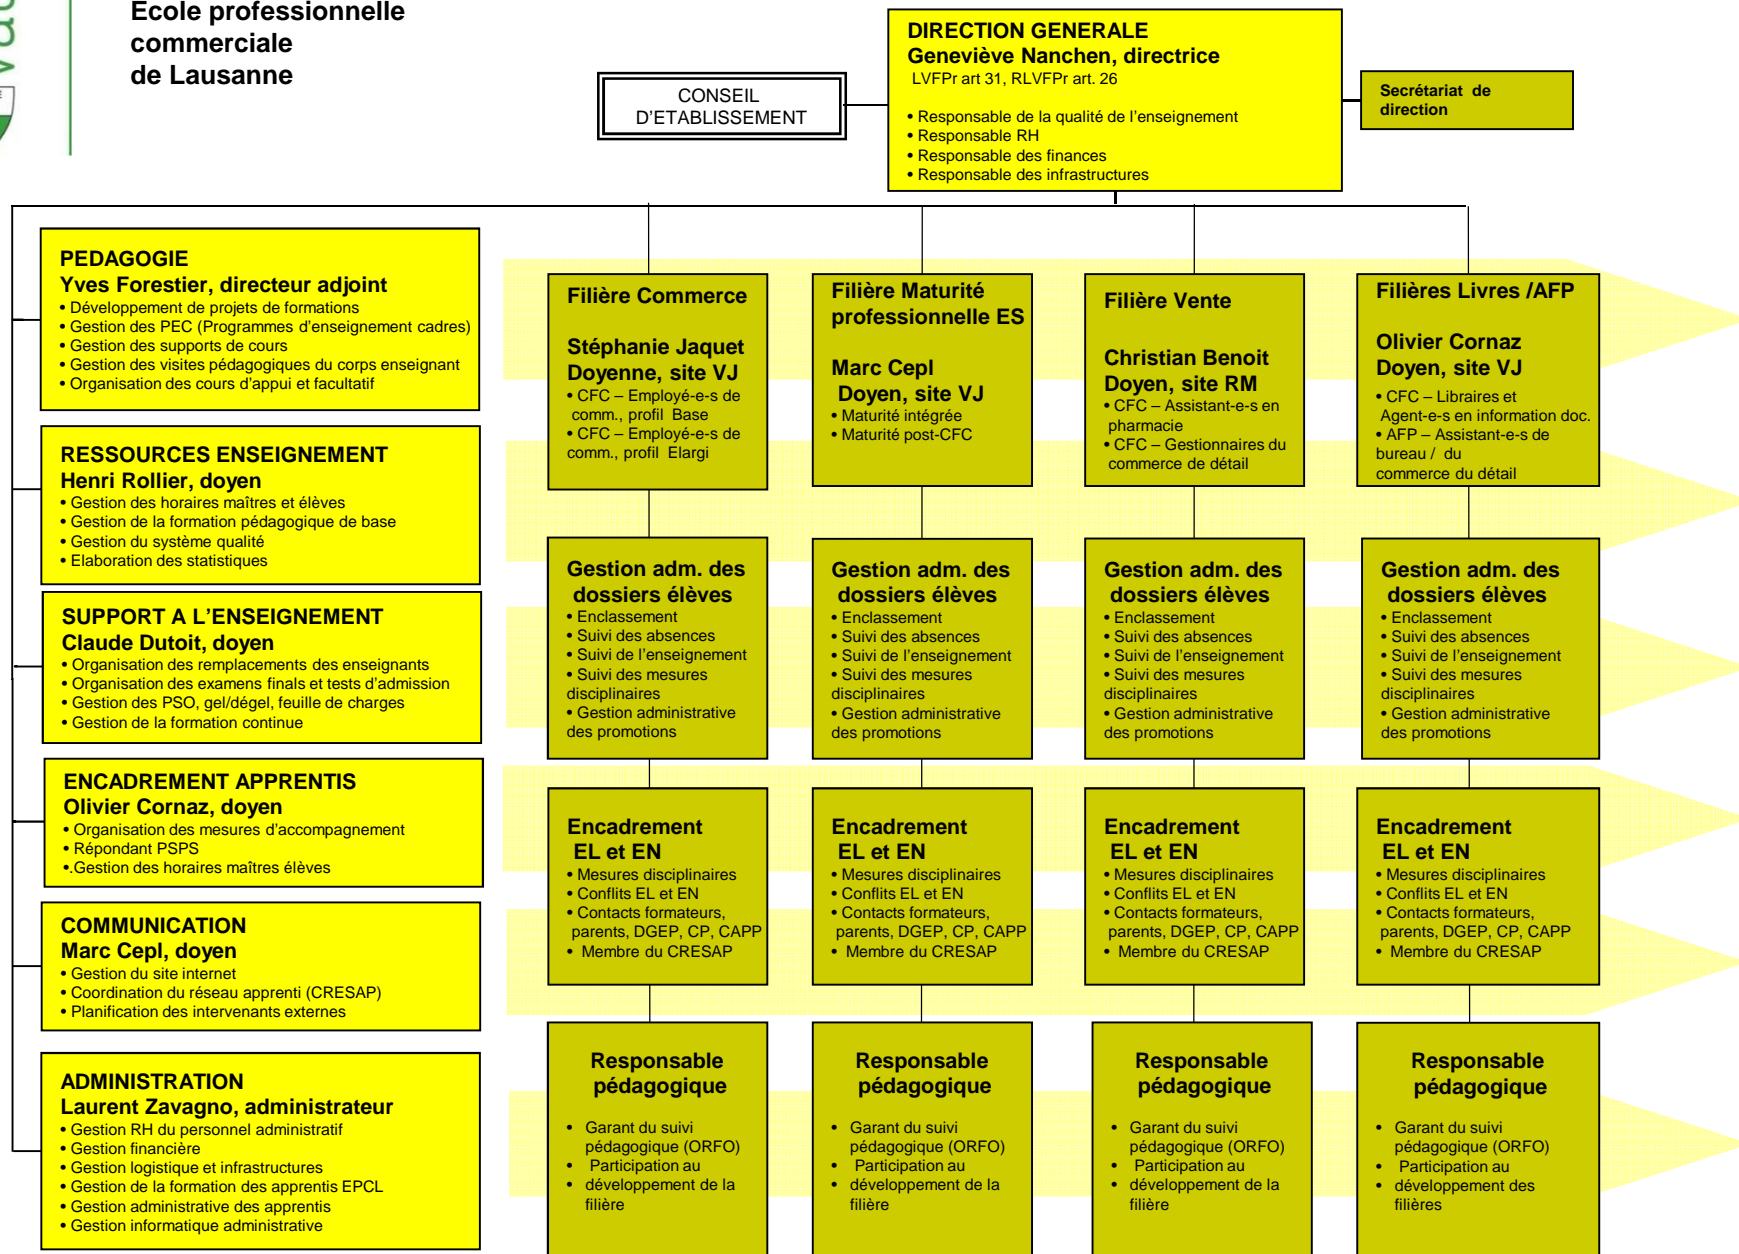 Ecole professionnelle
commerciale
de Lausanne
CONSEIL
D'ETABLISSEMENT
DIRECTION GENERALE
Geneviève Nanchen, directrice
LVFPr art 31, RLVFPr art. 26
• Responsable de la qualité de l'enseignement
• Responsable RH
• Responsable des finances
• Responsable des infrastructures
Secrétariat de
direction
PEDAGOGIE
Yves Forestier, directeur adjoint
• Développement de projets de formations
• Gestion des PEC (Programmes d'enseignement cadres)
• Gestion des supports de cours
• Gestion des visites pédagogiques du corps enseignant
• Organisation des cours d'appui et facultatif
RESSOURCES ENSEIGNEMENT
Henri Rollier, doyen
• Gestion des horaires maîtres et élèves
• Gestion de la formation pédagogique de base
• Gestion du système qualité
• Elaboration des statistiques
SUPPORT A L'ENSEIGNEMENT
Claude Dutoit, doyen
• Organisation des remplacements des enseignants
• Organisation des examens finals et tests d'admission
• Gestion des PSO, gel/dégel, feuille de charges
• Gestion de la formation continue
ENCADREMENT APPRENTIS
Olivier Cornaz, doyen
• Organisation des mesures d'accompagnement
• Répondant PSPS
•.Gestion des horaires maîtres élèves
COMMUNICATION
Marc Cepl, doyen
• Gestion du site internet
• Coordination du réseau apprenti (CRESAP)
• Planification des intervenants externes
ADMINISTRATION
Laurent Zavagno, administrateur
• Gestion RH du personnel administratif
• Gestion financière
• Gestion logistique et infrastructures
• Gestion de la formation des apprentis EPCL
• Gestion administrative des apprentis
• Gestion informatique administrative
Filière Commerce
Stéphanie Jaquet
Doyenne, site VJ
• CFC – Employé-e-s de
comm., profil Base
• CFC – Employé-e-s de
comm., profil Elargi
Gestion adm. des
dossiers élèves
• Enclassement
• Suivi des absences
• Suivi de l'enseignement
• Suivi des mesures
disciplinaires
• Gestion administrative
des promotions
Encadrement
EL et EN
• Mesures disciplinaires
• Conflits EL et EN
• Contacts formateurs,
parents, DGEP, CP, CAPP
• Membre du CRESAP
Responsable
pédagogique
• Garant du suivi
pédagogique (ORFO)
• Participation au
• développement de la
filière
Filière Maturité
professionnelle ES
Marc Cepl
Doyen, site VJ
• Maturité intégrée
• Maturité post-CFC
Gestion adm. des
dossiers élèves
• Enclassement
• Suivi des absences
• Suivi de l'enseignement
• Suivi des mesures
disciplinaires
• Gestion administrative
des promotions
Encadrement
EL et EN
• Mesures disciplinaires
• Conflits EL et EN
• Contacts formateurs,
parents, DGEP, CP, CAPP
• Membre du CRESAP
Responsable
pédagogique
• Garant du suivi
pédagogique (ORFO)
• Participation au
• développement de la
filière
Filière Vente
Christian Benoit
Doyen, site RM
• CFC – Assistant-e-s en
pharmacie
• CFC – Gestionnaires du
commerce de détail
Gestion adm. des
dossiers élèves
• Enclassement
• Suivi des absences
• Suivi de l'enseignement
• Suivi des mesures
disciplinaires
• Gestion administrative
des promotions
Encadrement
EL et EN
• Mesures disciplinaires
• Conflits EL et EN
• Contacts formateurs,
parents, DGEP, CP, CAPP
• Membre du CRESAP
Responsable
pédagogique
• Garant du suivi
pédagogique (ORFO)
• Participation au
• développement de la
filière
Filières Livres /AFP
Olivier Cornaz
Doyen, site VJ
• CFC – Libraires et
Agent-e-s en information doc.
• AFP – Assistant-e-s de
bureau / du
commerce du détail
Gestion adm. des
dossiers élèves
• Enclassement
• Suivi des absences
• Suivi de l'enseignement
• Suivi des mesures
disciplinaires
• Gestion administrative
des promotions
Encadrement
EL et EN
• Mesures disciplinaires
• Conflits EL et EN
• Contacts formateurs,
parents, DGEP, CP, CAPP
• Membre du CRESAP
Responsable
pédagogique
• Garant du suivi
pédagogique (ORFO)
• Participation au
• développement des
filières